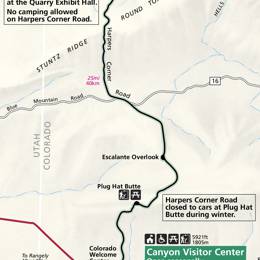 at the Quarry Exhibit Hall.
No camping allowed
on Harpers Corner Road.
Harpers
Corner
Road
ROUND
STUNTZ RIDGE
HELLS
25mi
40km
16
Blue Mountain Road
UTAH
COLORADO
Escalante Overlook
Plug Hat Butte
Harpers Corner Road
closed to cars at Plug Hat
Butte during winter.
5921ft
1805m
Canyon Visitor Center
To Rangely
Colorado
Welcome